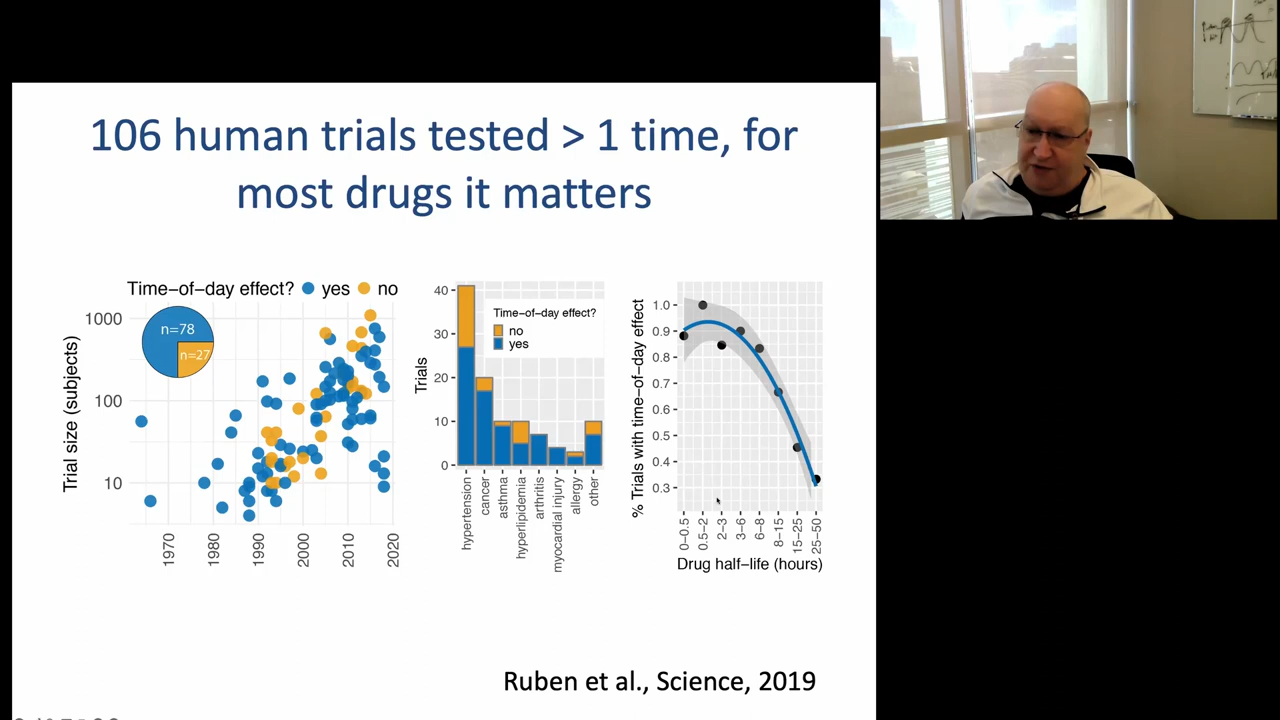 106 human trials tested > 1 time, for
most drugs it matters
Time-of-day effect? yes no
1000
100
10
Trial size (subjects)
n=78
n=27
1970
1980
1990
2000
2010
2020
Time-of-day effect?
no
yes
40
30
20
10
0
Trials
hypertension
cancer
asthma
hyperlipidemia
arthritis
myocardial injury
allergy
other
% Trials with time-of-day effect
1.0
0.9
0.8
0.7
0.6
0.5
0.4
0.3
0-0.5
0.5-2
2-3
3-6
6-8
8-15
15-25
25-50
Drug half-life (hours)
Ruben et al., Science, 2019